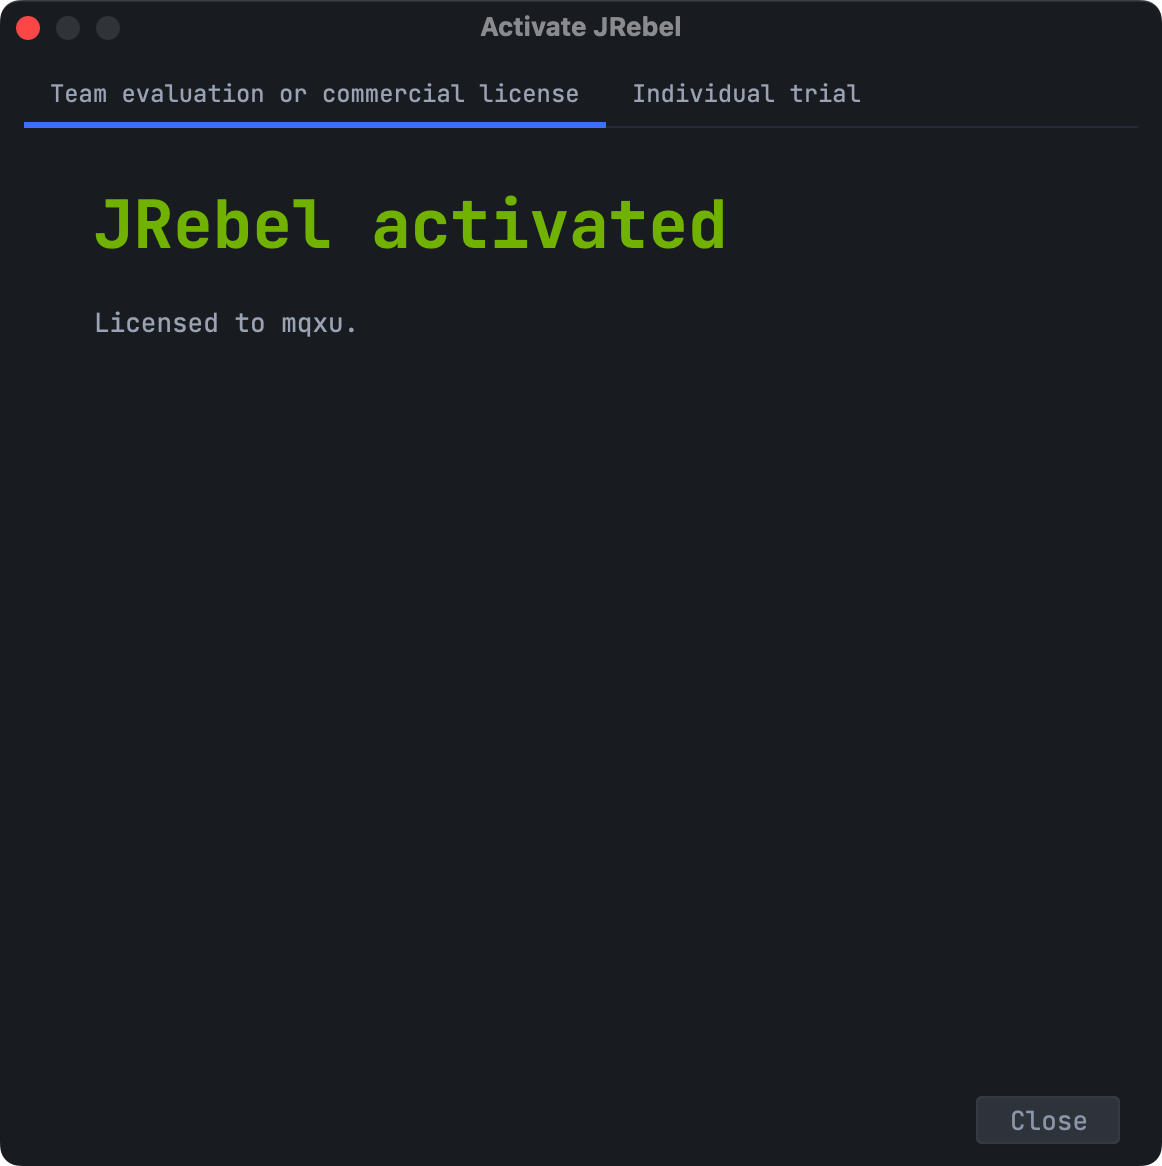 Activate JRebel
Team evaluation or commercial license
Individual trial
JRebel activated
Licensed to mqxu.
Close